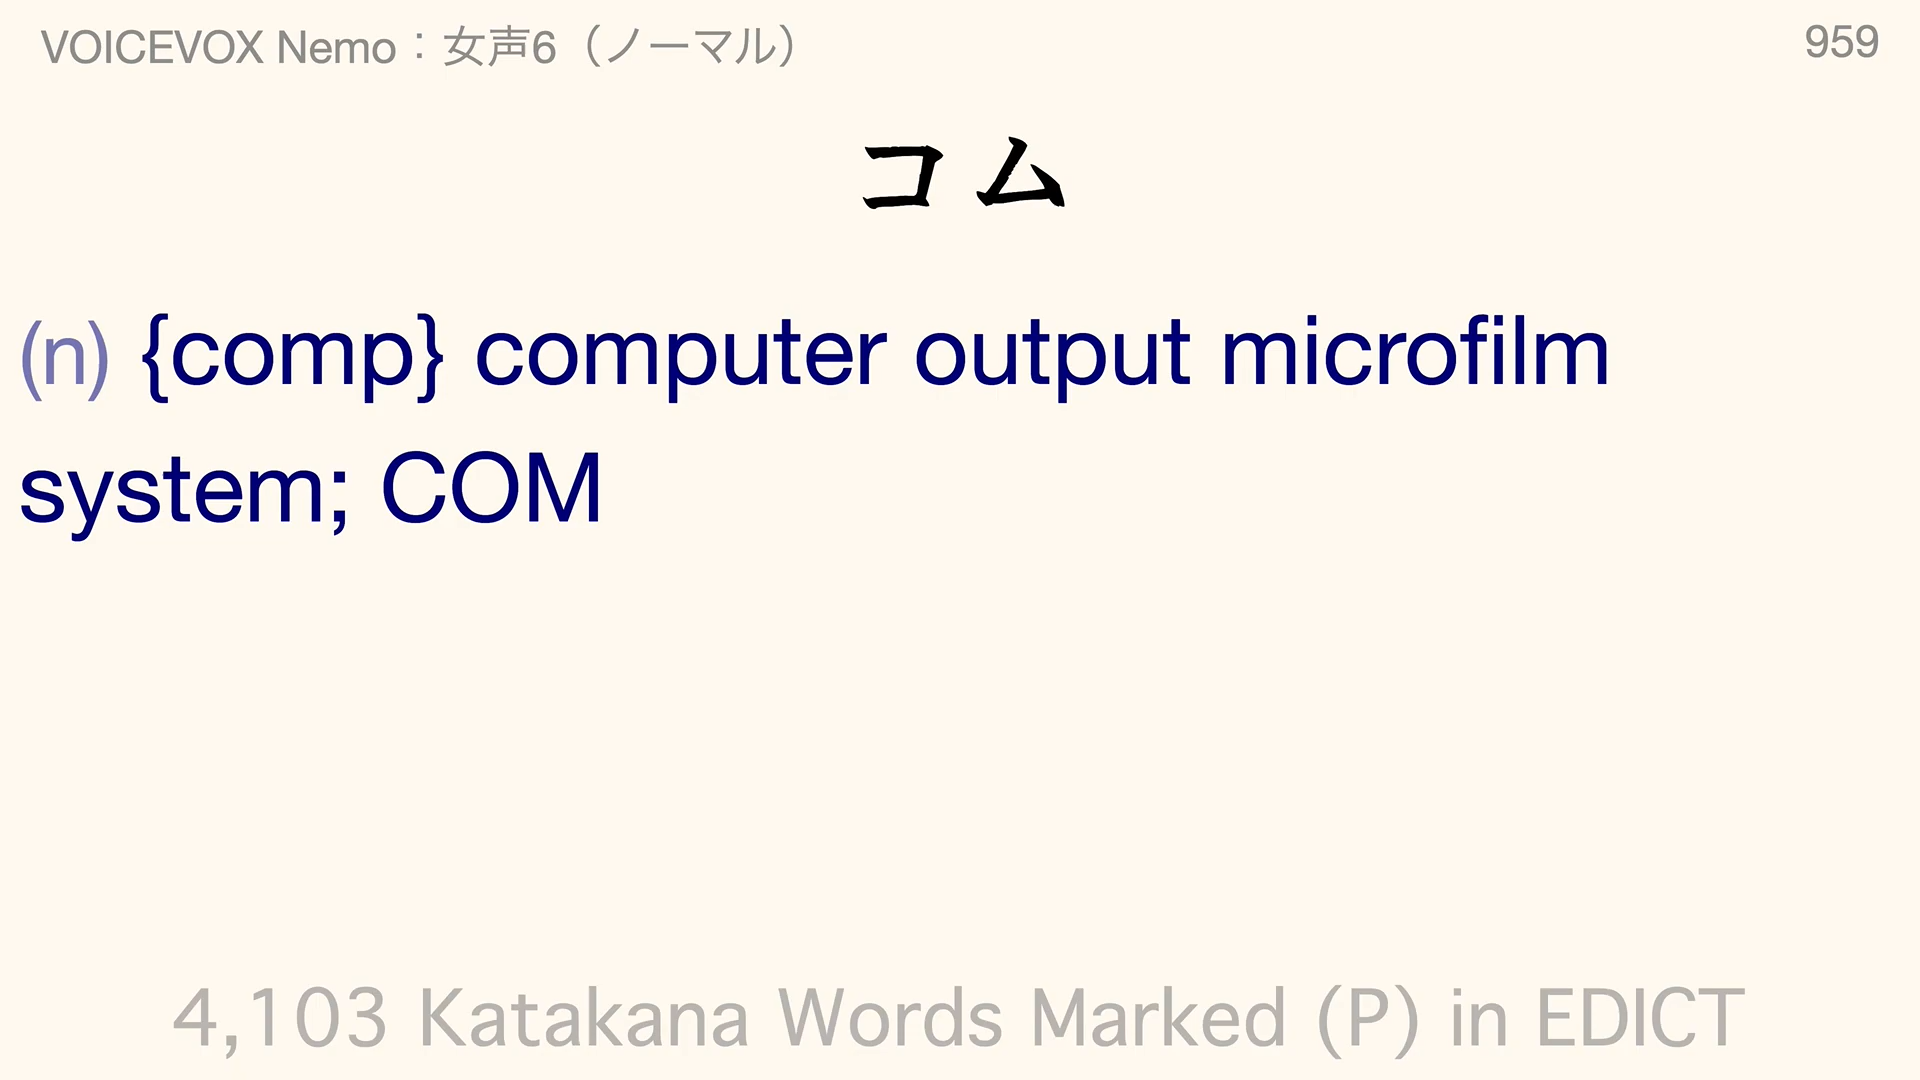 VOICEVOX Nemo：女声6（ノーマル）
959
コム
(n) {comp} computer output microfilm
system; COM
4,103 Katakana Words Marked (P) in EDICT